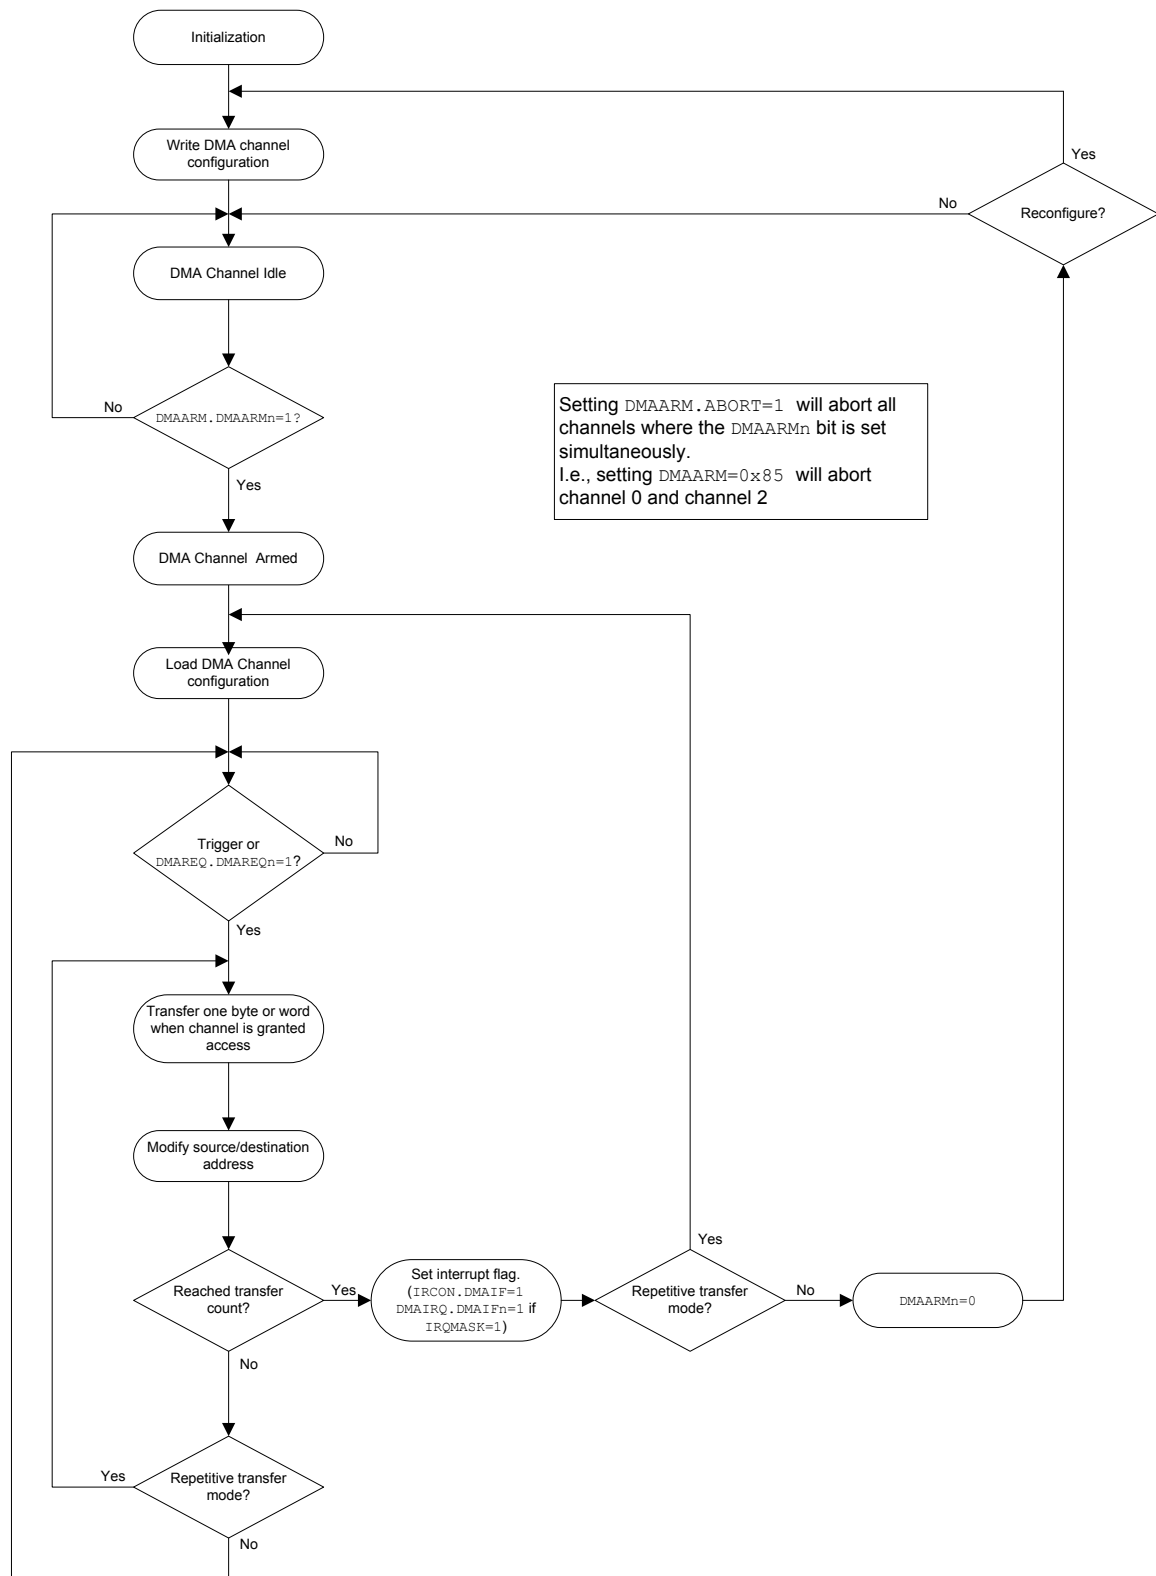 Initialization
Write DMA channel
configuration
Yes
No
Reconfigure?
DMA Channel Idle
No
DMAARM.DMAARMn=1?
Yes
Setting DMAARM.ABORT=1 will abort all
channels where the DMAARMn bit is set
simultaneously.
I.e., setting DMAARM=0x85 will abort
channel 0 and channel 2
DMA Channel Armed
Load DMA Channel
configuration
Trigger or
DMAREQ.DMAREQn=1?
No
Yes
Transfer one byte or word
when channel is granted
access
Modify source/destination
address
Reached transfer
count?
Yes
Set interrupt flag.
(IRCON.DMAIF=1
DMAIRQ.DMAIFn=1 if
IRQMASK=1)
Yes
Repetitive transfer
mode?
No
DMAARMn=0
No
Yes
Repetitive transfer
mode?
No